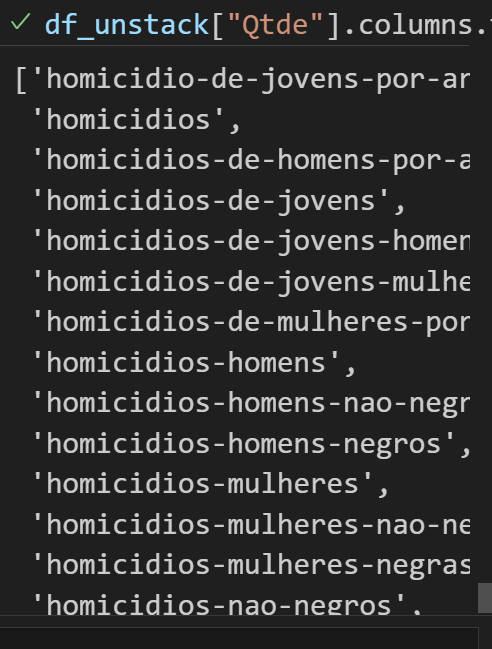 df_unstack["Qtde"].columns.
['homicidio-de-jovens-por-an
'homicidios',
'homicidios-de-homens-por-a
'homicidios-de-jovens',
'homicidios-de-jovens-homen
'homicidios-de-jovens-mulhe
'homicidios-de-mulheres-por
'homicidios-homens',
'homicidios-homens-nao-negr
'homicidios-homens-negros',
'homicidios-mulheres',
'homicidios-mulheres-nao-ne
'homicidios-mulheres-negras
'homicidios-nao-negros',